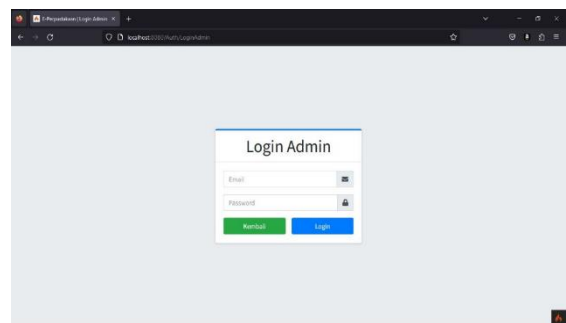 E-Perpustakaan | Login Admin
localhost:8080/Auth/LoginAdmin
Login Admin
Email
Password
Kembali
Login